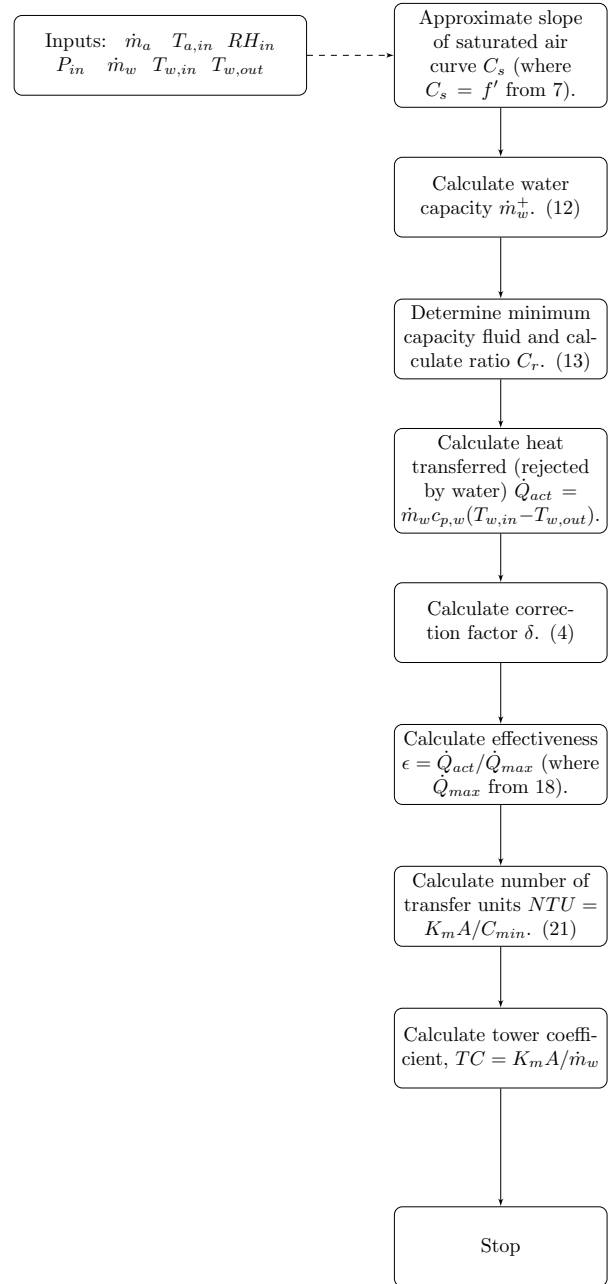 Inputs: ṁ_a T_{a,in} RH_{in}
P_{in} ṁ_w T_{w,in} T_{w,out}
Approximate slope
of saturated air
curve C_s (where
C_s = f′ from 7).
Calculate water
capacity ṁ_w^+. (12)
Determine minimum
capacity fluid and cal-
culate ratio C_r. (13)
Calculate heat
transferred (rejected
by water) Q̇_{act} =
ṁ_w c_{p,w}(T_{w,in}−T_{w,out}).
Calculate correc-
tion factor δ. (4)
Calculate effectiveness
ϵ = Q̇_{act}/Q̇_{max} (where
Q̇_{max} from 18).
Calculate number of
transfer units NTU =
K_m A/C_{min}. (21)
Calculate tower coeffi-
cient, TC = K_m A/ṁ_w
Stop